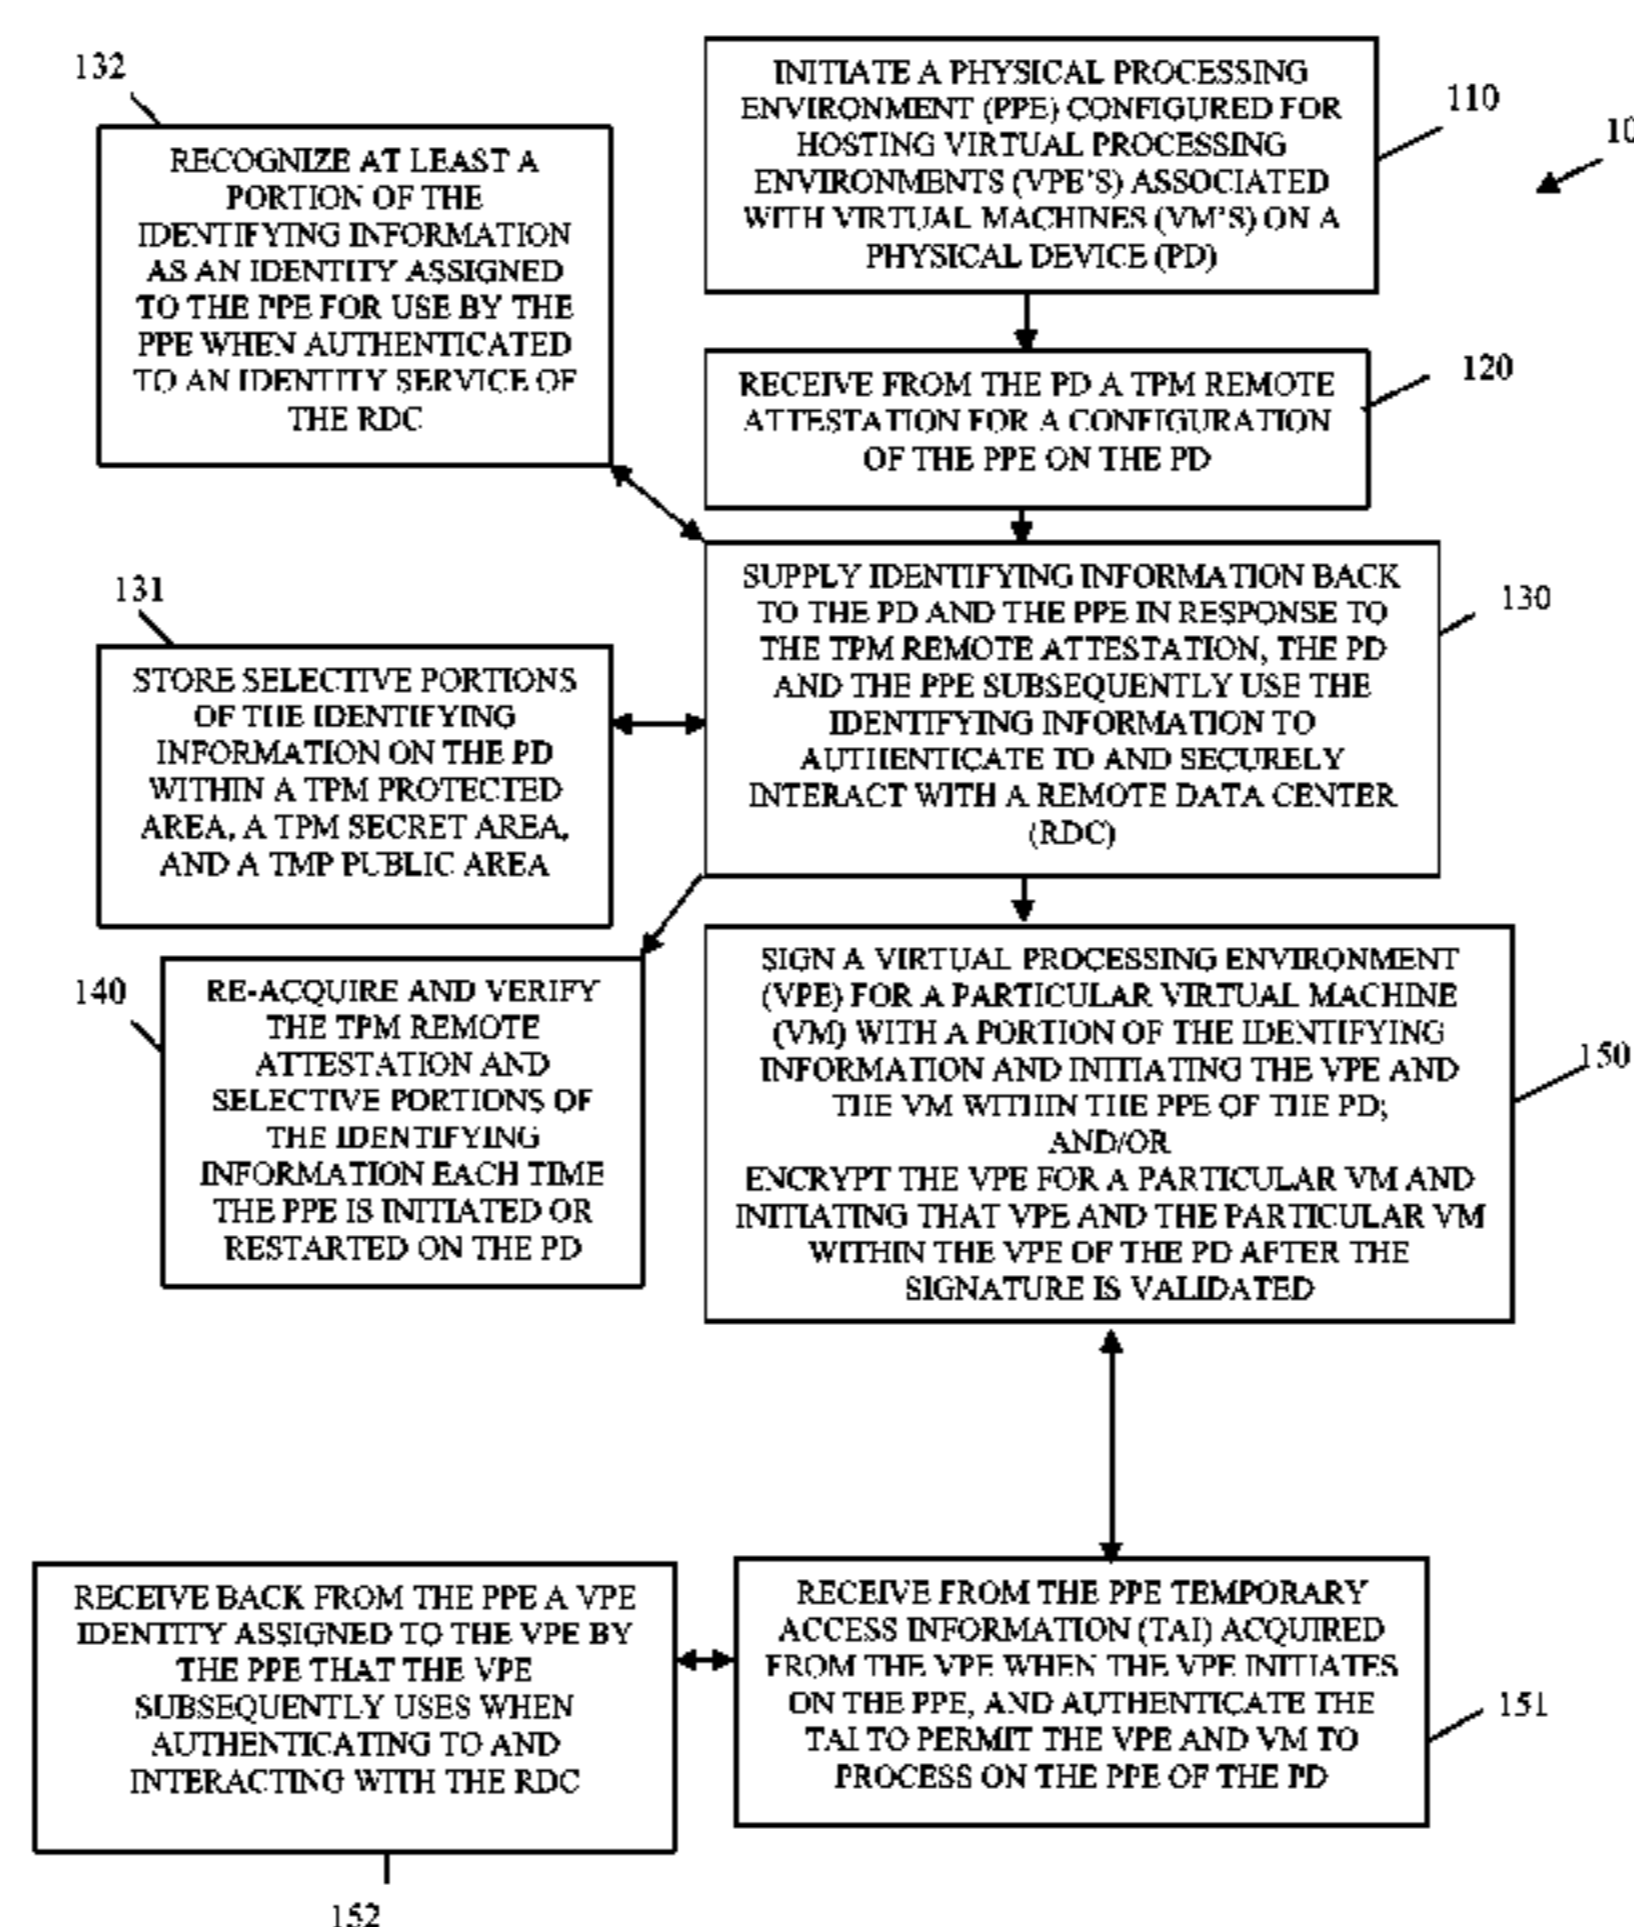 132
RECOGNIZE AT LEAST A
PORTION OF THE
IDENTIFYING INFORMATION
AS AN IDENTITY ASSIGNED
TO THE PPE FOR USE BY THE
PPE WHEN AUTHENTICATED
TO AN IDENTITY SERVICE OF
THE RDC
INITIATE A PHYSICAL PROCESSING
ENVIRONMENT (PPE) CONFIGURED FOR
HOSTING VIRTUAL PROCESSING
ENVIRONMENTS (VPE'S) ASSOCIATED
WITH VIRTUAL MACHINES (VM'S) ON A
PHYSICAL DEVICE (PD)
110
RECEIVE FROM THE PD A TPM REMOTE
ATTESTATION FOR A CONFIGURATION
OF THE PPE ON THE PD
120
131
STORE SELECTIVE PORTIONS
OF THE IDENTIFYING
INFORMATION ON THE PD
WITHIN A TPM PROTECTED
AREA, A TPM SECRET AREA,
AND A TMP PUBLIC AREA
SUPPLY IDENTIFYING INFORMATION BACK
TO THE PD AND THE PPE IN RESPONSE TO
THE TPM REMOTE ATTESTATION, THE PD
AND THE PPE SUBSEQUENTLY USE THE
IDENTIFYING INFORMATION TO
AUTHENTICATE TO AND SECURELY
INTERACT WITH A REMOTE DATA CENTER
(RDC)
130
140
RE-ACQUIRE AND VERIFY
THE TPM REMOTE
ATTESTATION AND
SELECTIVE PORTIONS OF
THE IDENTIFYING
INFORMATION EACH TIME
THE PPE IS INITIATED OR
RESTARTED ON THE PD
SIGN A VIRTUAL PROCESSING ENVIRONMENT
(VPE) FOR A PARTICULAR VIRTUAL MACHINE
(VM) WITH A PORTION OF THE IDENTIFYING
INFORMATION AND INITIATING THE VPE AND
THE VM WITHIN THE PPE OF THE PD;
AND/OR
ENCRYPT THE VPE FOR A PARTICULAR VM AND
INITIATING THAT VPE AND THE PARTICULAR VM
WITHIN THE VPE OF THE PD AFTER THE
SIGNATURE IS VALIDATED
150
RECEIVE BACK FROM THE PPE A VPE
IDENTITY ASSIGNED TO THE VPE BY
THE PPE THAT THE VPE
SUBSEQUENTLY USES WHEN
AUTHENTICATING TO AND
INTERACTING WITH THE RDC
152
RECEIVE FROM THE PPE TEMPORARY
ACCESS INFORMATION (TAI) ACQUIRED
FROM THE VPE WHEN THE VPE INITIATES
ON THE PPE, AND AUTHENTICATE THE
TAI TO PERMIT THE VPE AND VM TO
PROCESS ON THE PPE OF THE PD
151